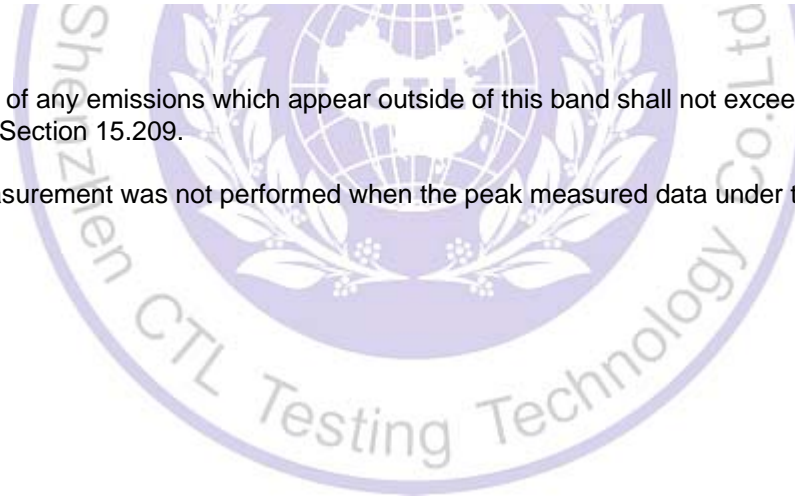 of any emissions which appear outside of this band shall not excee
Section 15.209.
surement was not performed when the peak measured data under t
Shenzhen CTL Testing Technology Co.Ltd